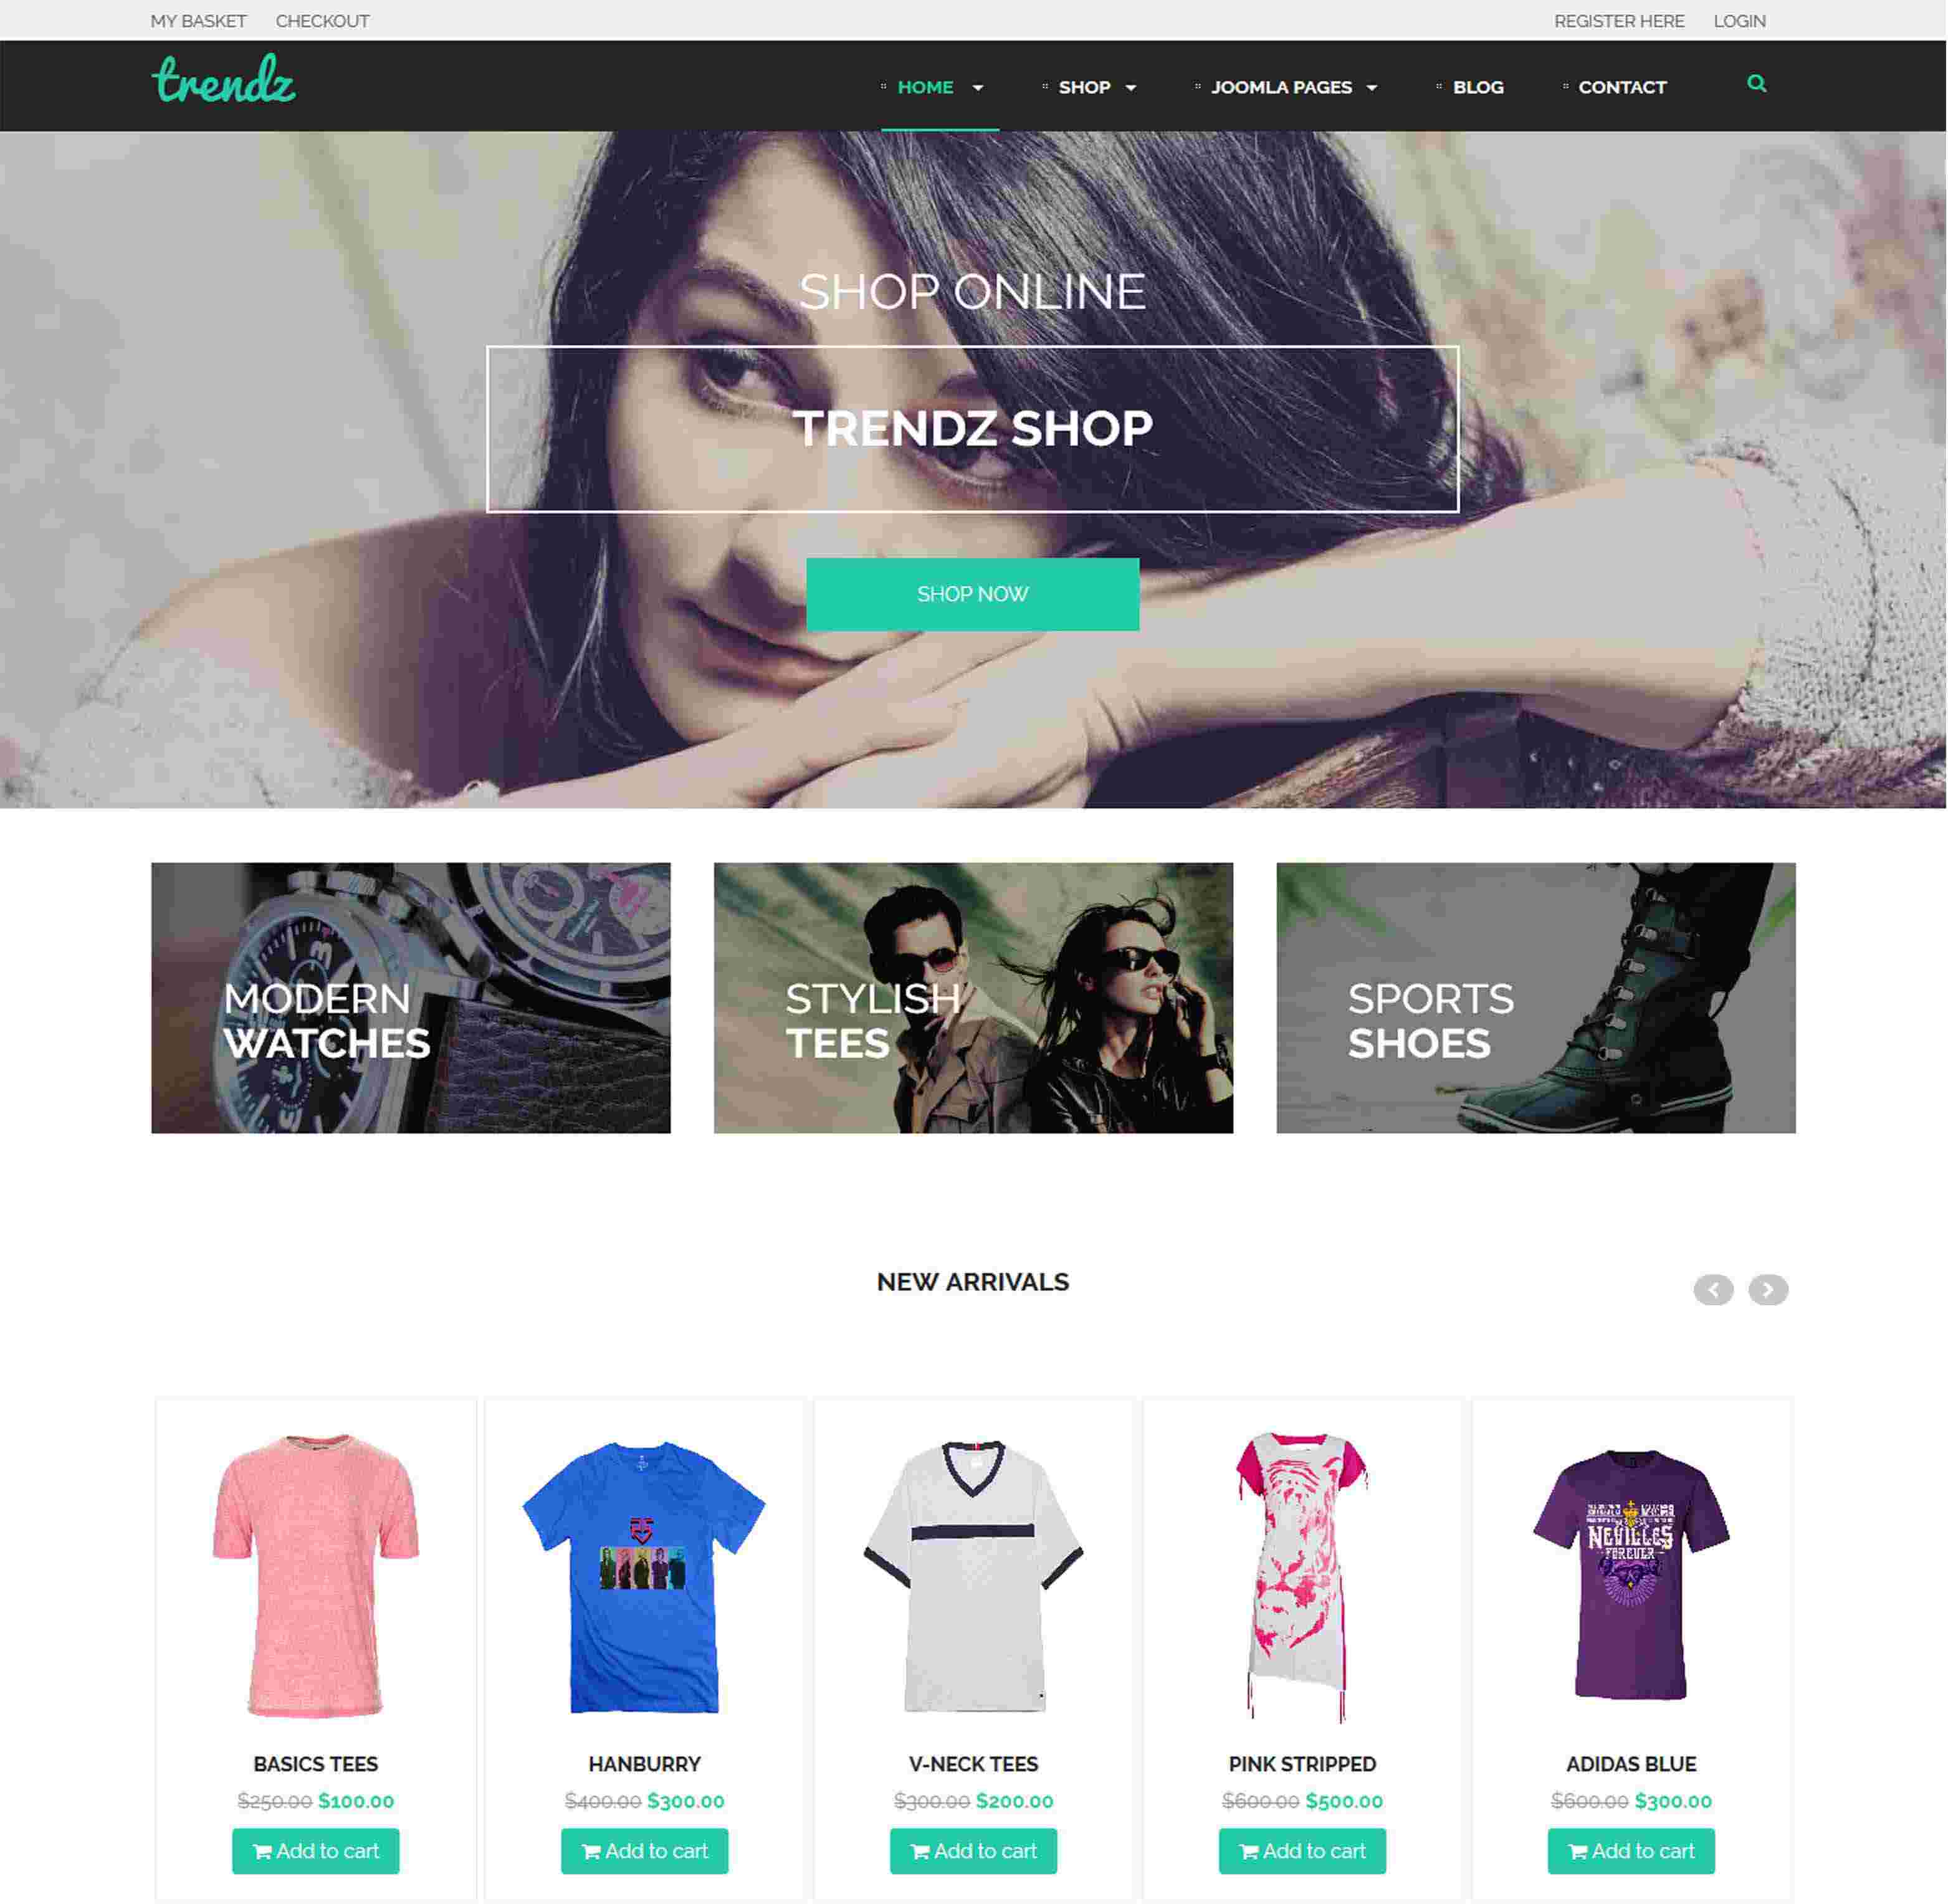 MY BASKET CHECKOUT REGISTER HERE LOGIN
trendz HOME SHOP JOOMLA PAGES BLOG CONTACT
SHOP ONLINE
TRENDZ SHOP
SHOP NOW
MODERN
WATCHES
STYLISH
TEES
SPORTS
SHOES
NEW ARRIVALS
NEVILLES
FOREVER
BASICS TEES
$250.00 $100.00
Add to cart
HANBURRY
$400.00 $300.00
Add to cart
V-NECK TEES
$300.00 $200.00
Add to cart
PINK STRIPPED
$600.00 $500.00
Add to cart
ADIDAS BLUE
$600.00 $300.00
Add to cart